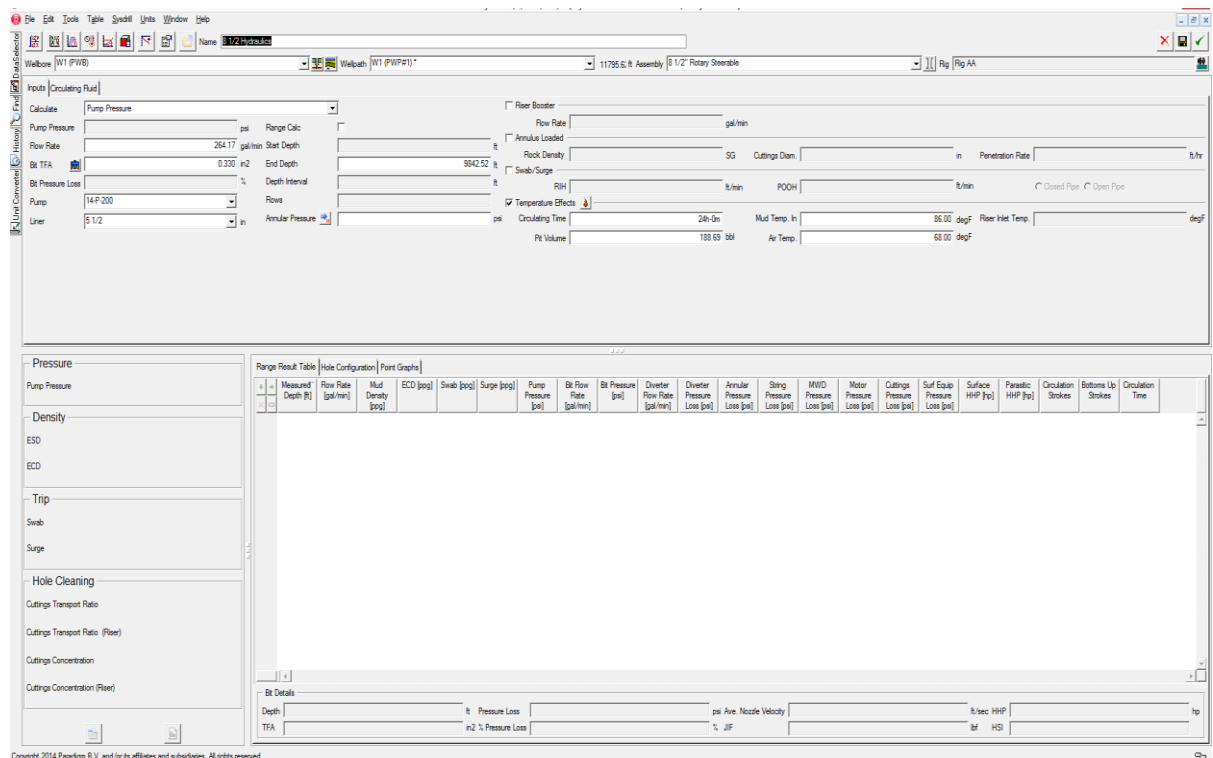 File Edit Tools Table Sysdrill Units Window Help
Name 8 1/2 Hydraulics
Wellbore W1 (PWB) Wellpath W1 (PWP#1) * 11795.6: ft Assembly 8 1/2" Rotary Steerable Rig Rig AA
DataSelector
Find
History
Unit Converter
Inputs Circulating Fluid
Calculate Pump Pressure
Pump Pressure psi Range Calc
Flow Rate 264.17 gal/min Start Depth ft
Bit TFA 0.330 in2 End Depth 9842.52 ft
Bit Pressure Loss % Depth Interval ft
Pump 14-P-200 Rows
Liner 5 1/2 in Annular Pressure psi
Riser Booster
Flow Rate gal/min
Annulus Loaded
Rock Density SG Cuttings Diam. in Penetration Rate ft/hr
Swab/Surge
RIH ft/min POOH ft/min Closed Pipe Open Pipe
Temperature Effects
Circulating Time 24h-0m Mud Temp. In 86.00 degF Riser Inlet Temp. degF
Pit Volume 188.69 bbl Air Temp. 68.00 degF
Pressure
Pump Pressure
Density
ESD
ECD
Trip
Swab
Surge
Hole Cleaning
Cuttings Transport Ratio
Cuttings Transport Ratio (Riser)
Cuttings Concentration
Cuttings Concentration (Riser)
Range Result Table Hole Configuration Point Graphs
Measured Depth [ft] Flow Rate [gal/min] Mud Density [ppg] ECD [ppg] Swab [ppg] Surge [ppg] Pump Pressure [psi] Bit Flow Rate [gal/min] Bit Pressure [psi] Diverter Flow Rate [gal/min] Diverter Pressure Loss [psi] Annular Pressure Loss [psi] String Pressure Loss [psi] MWD Pressure Loss [psi] Motor Pressure Loss [psi] Cuttings Pressure Loss [psi] Surf Equip Pressure Loss [psi] Surface HHP [hp] Parasitic HHP [hp] Circulation Strokes Bottoms Up Strokes Circulation Time
Bit Details
Depth ft Pressure Loss psi Ave. Nozzle Velocity ft/sec HHP hp
TFA in2 % Pressure Loss % JIF lbf HSI
Copyright 2014 Paradigm B.V. and/or its affiliates and subsidiaries. All rights reserved.